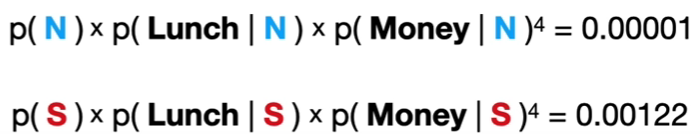 p( N ) × p( Lunch | N ) × p( Money | N )⁴ = 0.00001
p( S ) × p( Lunch | S ) × p( Money | S )⁴ = 0.00122